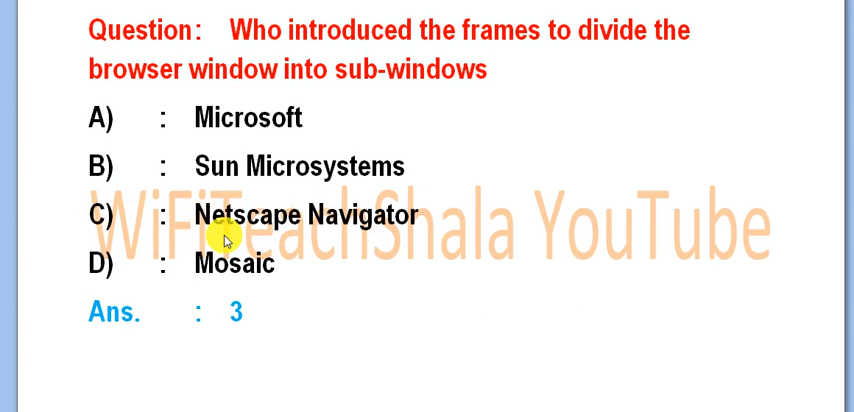 Question: Who introduced the frames to divide the
browser window into sub-windows
A) : Microsoft
B) : Sun Microsystems
WiFiTeachShala YouTube
C) : Netscape Navigator
D) : Mosaic
Ans. : 3